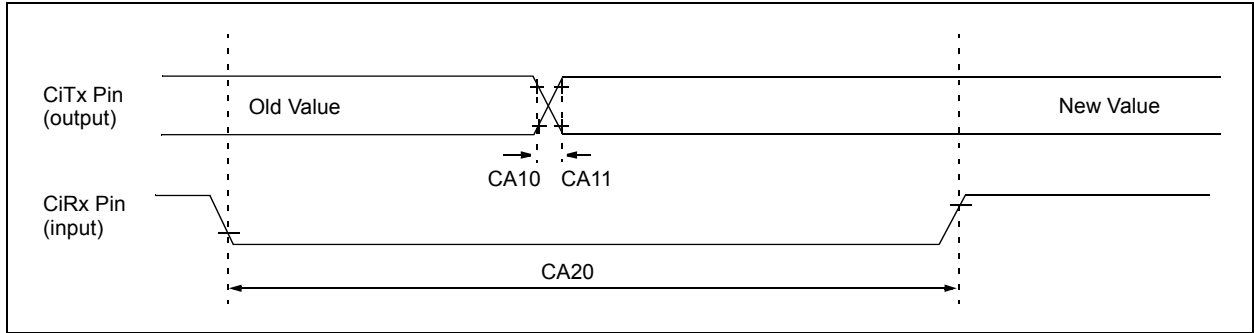 CiTx Pin
(output)
Old Value
New Value
CA10 CA11
CiRx Pin
(input)
CA20